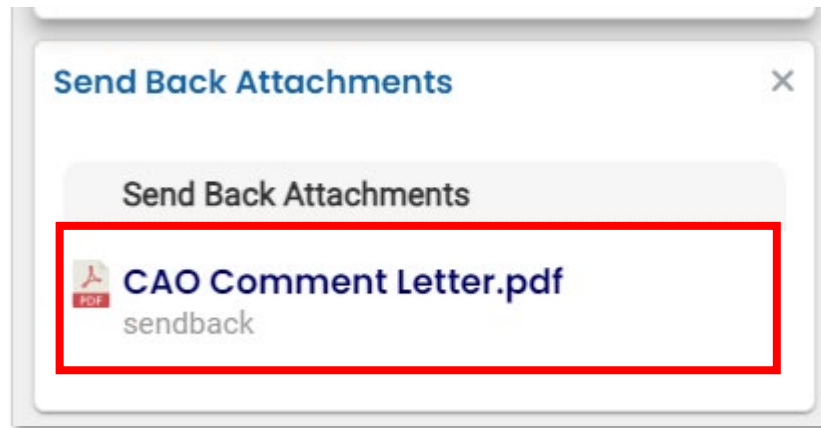 Send Back Attachments
Send Back Attachments
PDF
CAO Comment Letter.pdf
sendback